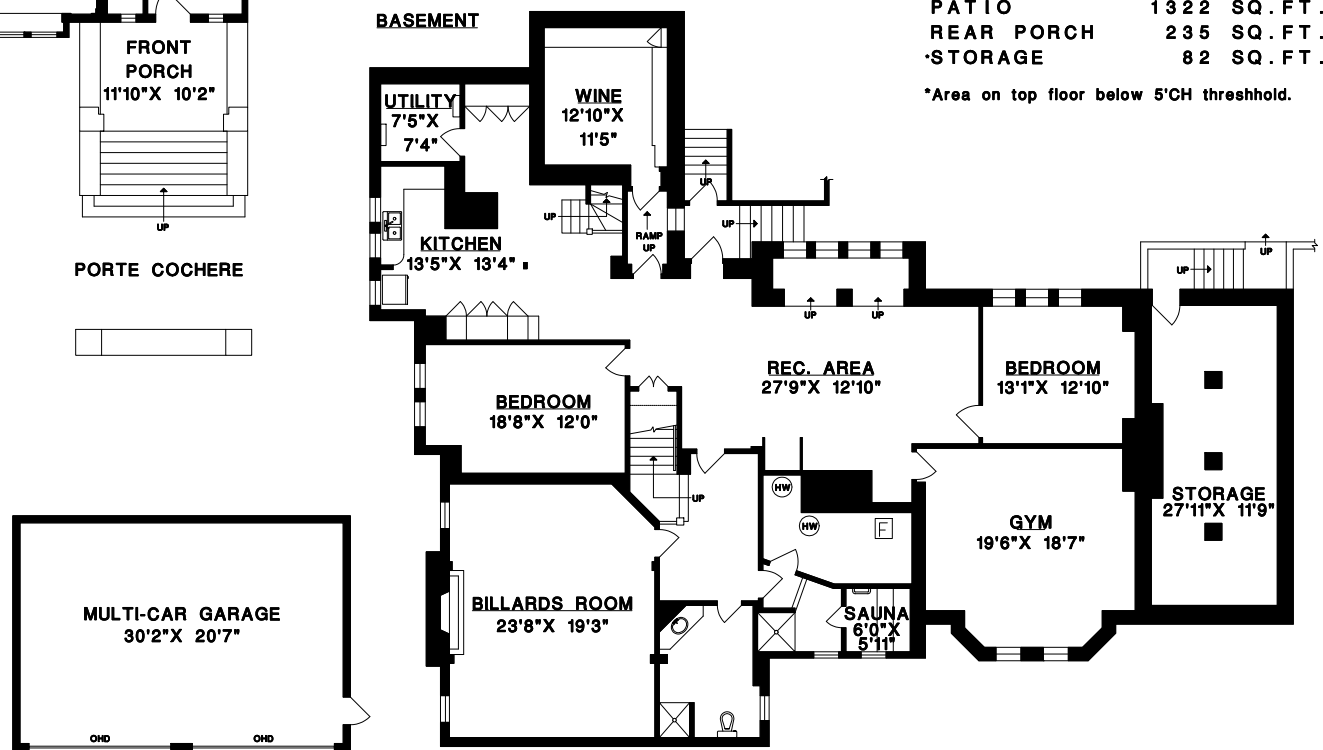 PATIO 1322 SQ.FT.
REAR PORCH 235 SQ.FT.
*STORAGE 82 SQ.FT.
*Area on top floor below 5'CH threshhold.
BASEMENT
FRONT
PORCH
11'10"X 10'2"
UP
PORTE COCHERE
UTILITY
7'5"X
7'4"
WINE
12'10"X
11'5"
UP
UP
UP
RAMP
UP
KITCHEN
13'5"X 13'4"
UP
UP
UP
UP
REC. AREA
27'9"X 12'10"
BEDROOM
13'1"X 12'10"
BEDROOM
18'8"X 12'0"
UP
HW
HW
F
STORAGE
27'11"X 11'9"
GYM
19'6"X 18'7"
BILLARDS ROOM
23'8"X 19'3"
SAUNA
6'0"X
5'11"
MULTI-CAR GARAGE
30'2"X 20'7"
OHD OHD